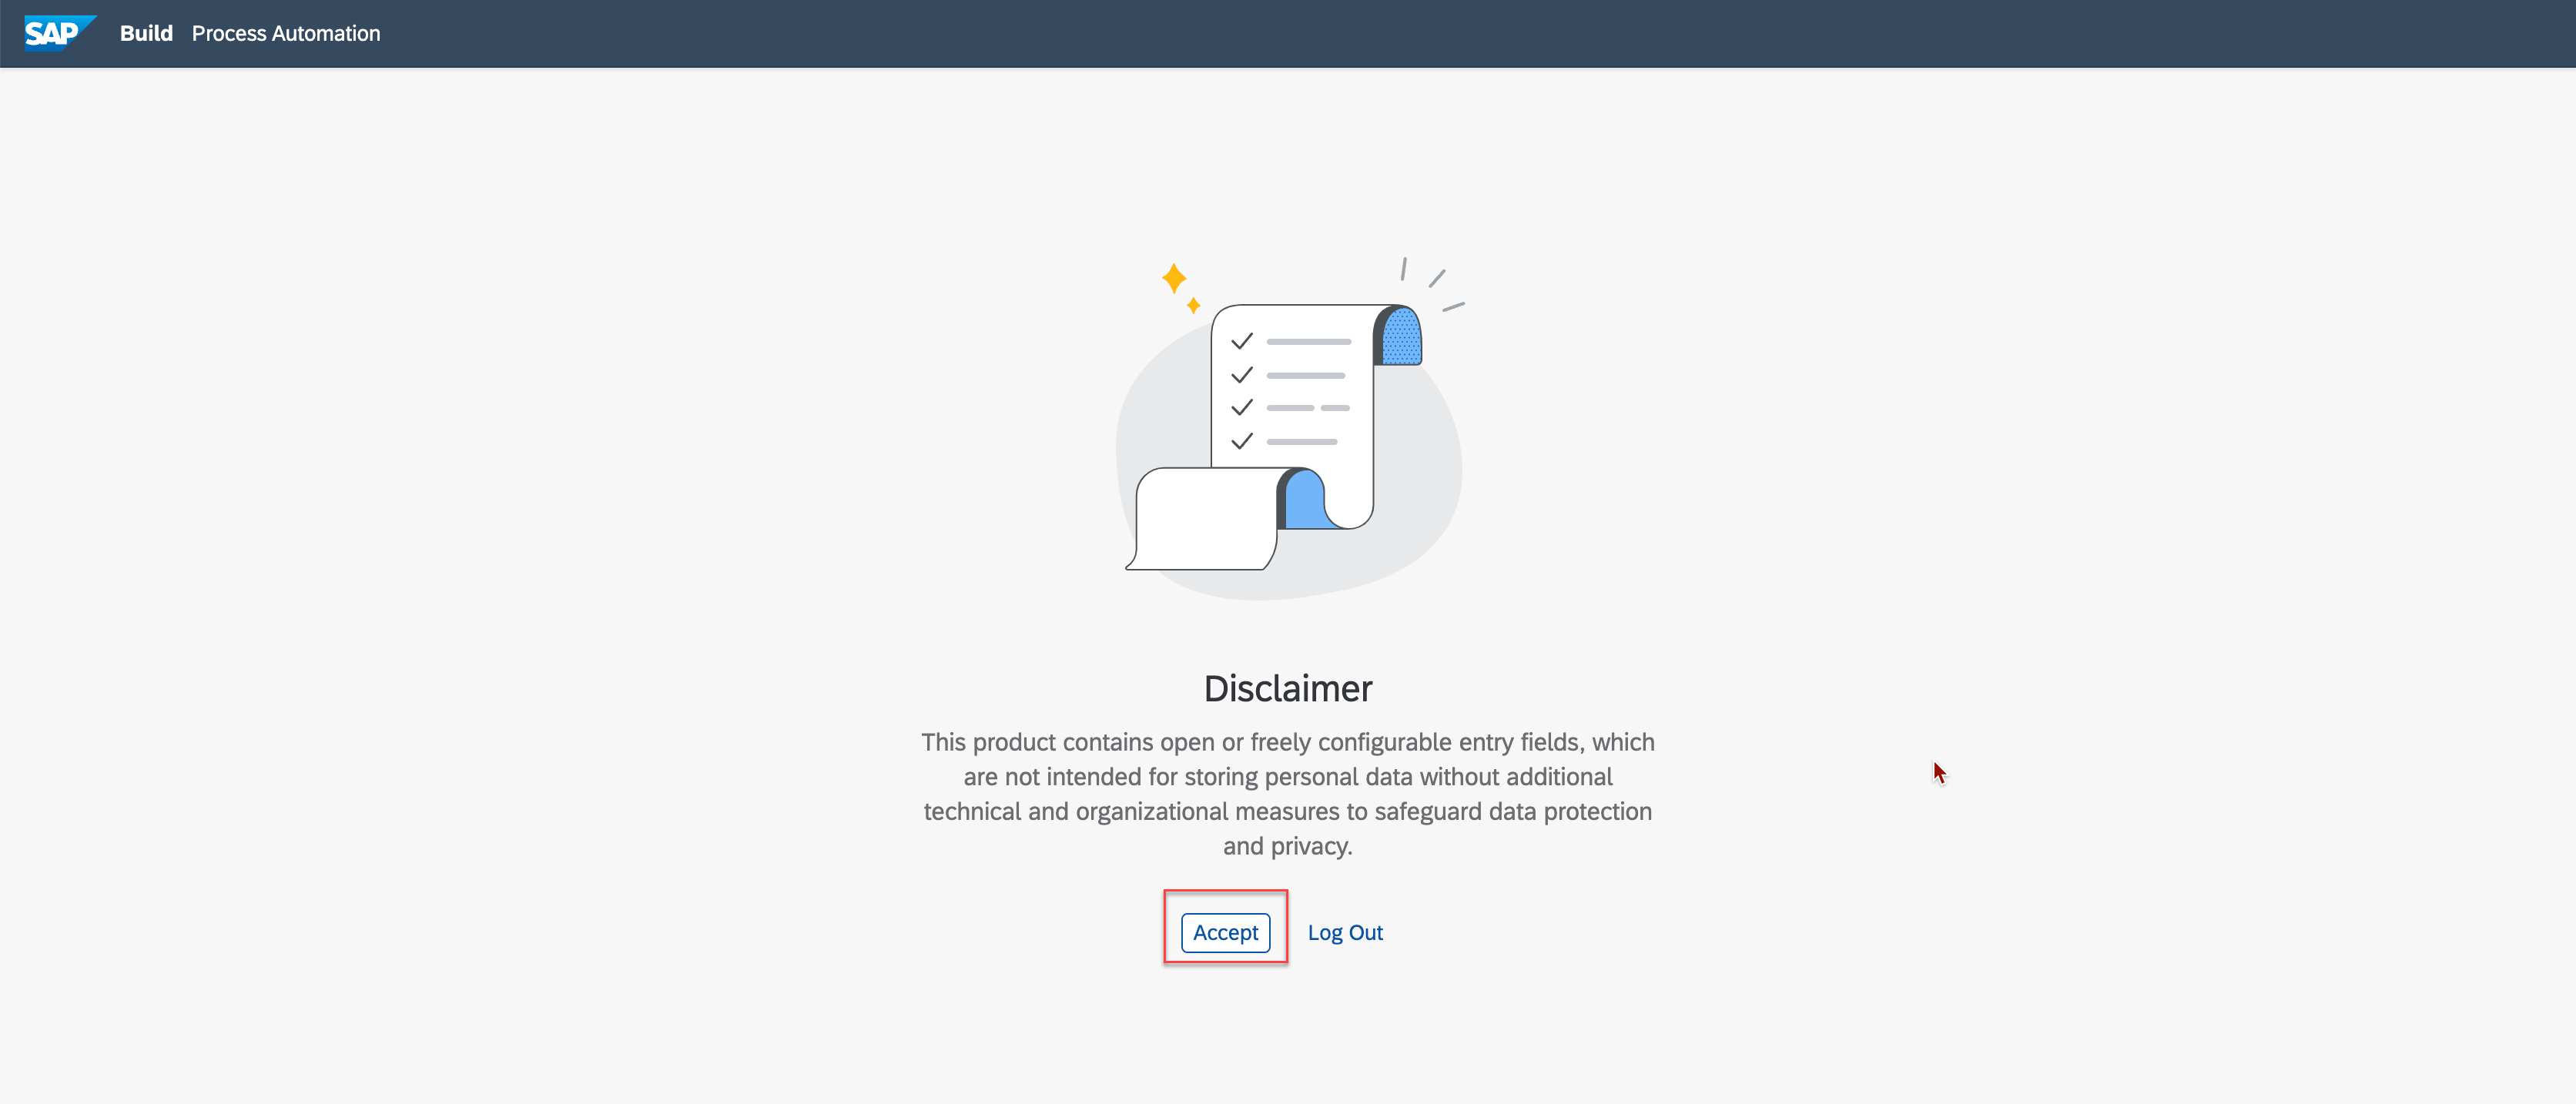 SAP Build Process Automation
Disclaimer
This product contains open or freely configurable entry fields, which
are not intended for storing personal data without additional
technical and organizational measures to safeguard data protection
and privacy.
Accept Log Out